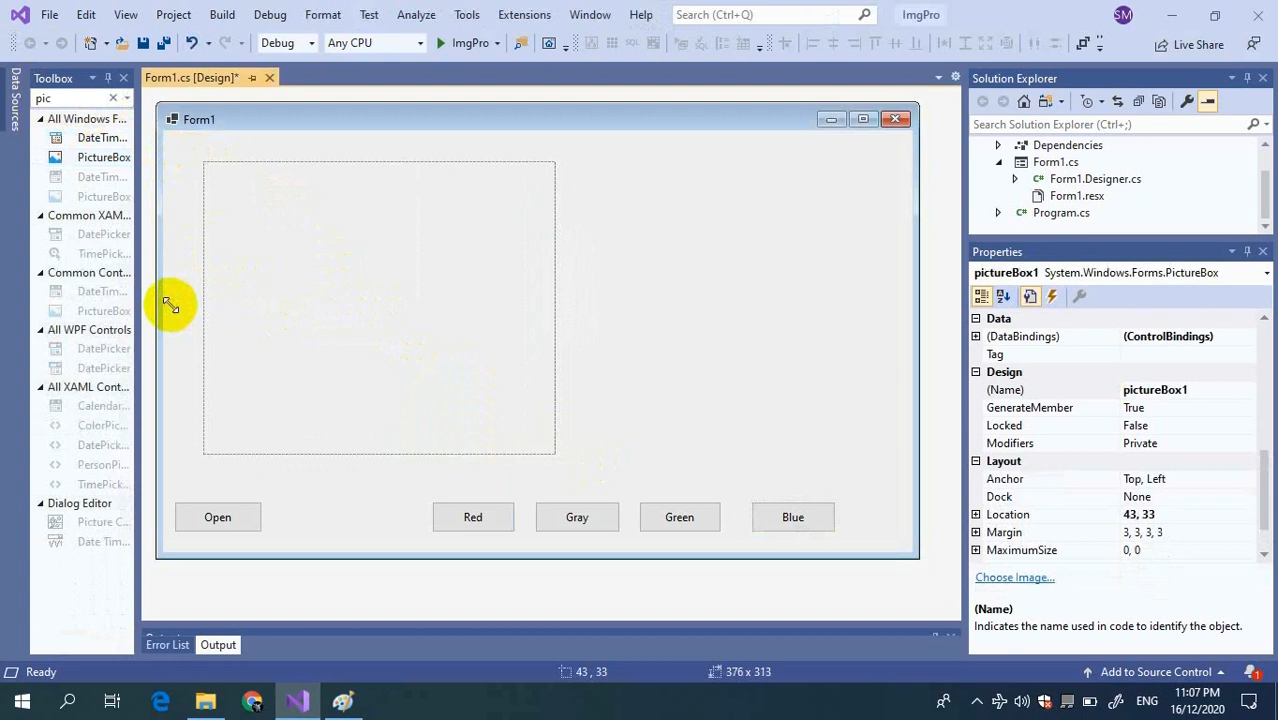 File Edit View Project Build Debug Format Test Analyze Tools Extensions Window Help Search (Ctrl+Q) ImgPro SM
Debug Any CPU ImgPro Live Share
Data Sources
Toolbox
pic
All Windows F...
DateTim...
PictureBox
DateTim...
PictureBox
Common XAM...
DatePicker
TimePick...
Common Cont...
DateTim...
PictureBox
All WPF Controls
DatePicker
DatePicker
All XAML Cont...
Calendar...
ColorPic...
DatePick...
PersonPi...
TimePick...
Dialog Editor
Picture C...
Date Tim...
Form1.cs [Design]*
Form1
Open Red Gray Green Blue
Error List Output
Solution Explorer
Search Solution Explorer (Ctrl+;)
Dependencies
Form1.cs
Form1.Designer.cs
Form1.resx
Program.cs
Properties
pictureBox1 System.Windows.Forms.PictureBox
Data
(DataBindings) (ControlBindings)
Tag
Design
(Name) pictureBox1
GenerateMember True
Locked False
Modifiers Private
Layout
Anchor Top, Left
Dock None
Location 43, 33
Margin 3, 3, 3, 3
MaximumSize 0, 0
Choose Image...
(Name)
Indicates the name used in code to identify the object.
Ready 43 , 33 376 x 313 Add to Source Control 1
ENG 11:07 PM
16/12/2020